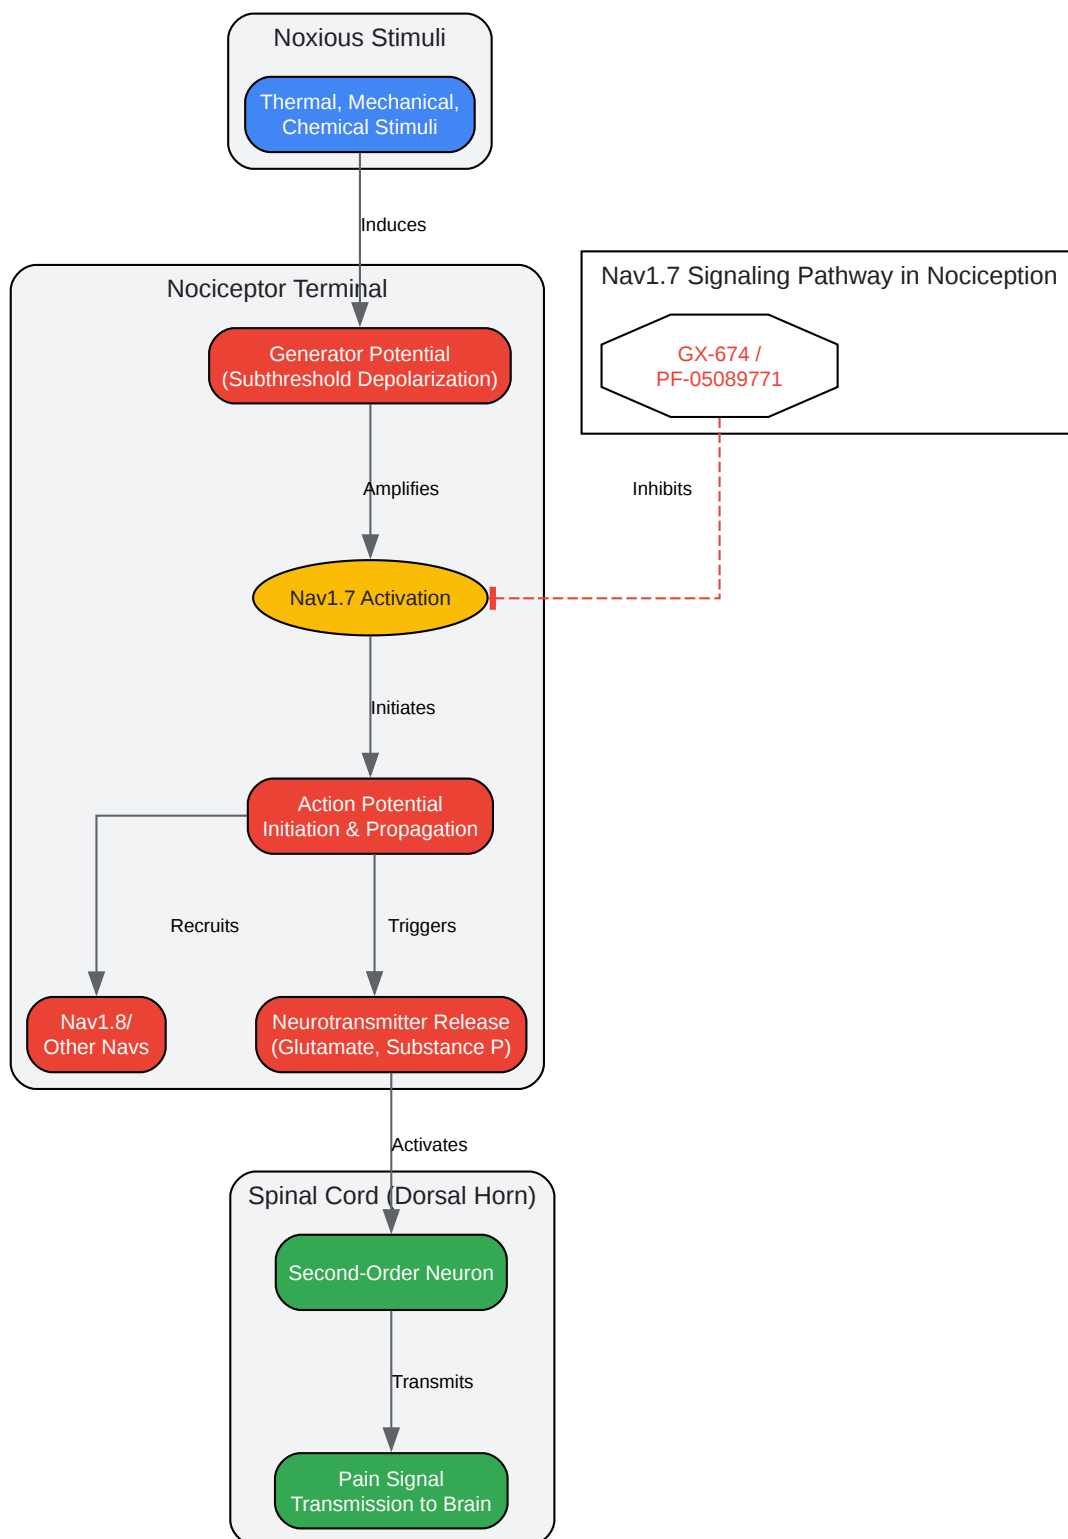 Noxious Stimuli
Thermal, Mechanical,
Chemical Stimuli
Induces
Nociceptor Terminal
Generator Potential
(Subthreshold Depolarization)
Nav1.7 Signaling Pathway in Nociception
GX-674 /
PF-05089771
Amplifies
Inhibits
Nav1.7 Activation
Initiates
Action Potential
Initiation & Propagation
Recruits
Triggers
Nav1.8/
Other Navs
Neurotransmitter Release
(Glutamate, Substance P)
Activates
Spinal Cord (Dorsal Horn)
Second-Order Neuron
Transmits
Pain Signal
Transmission to Brain